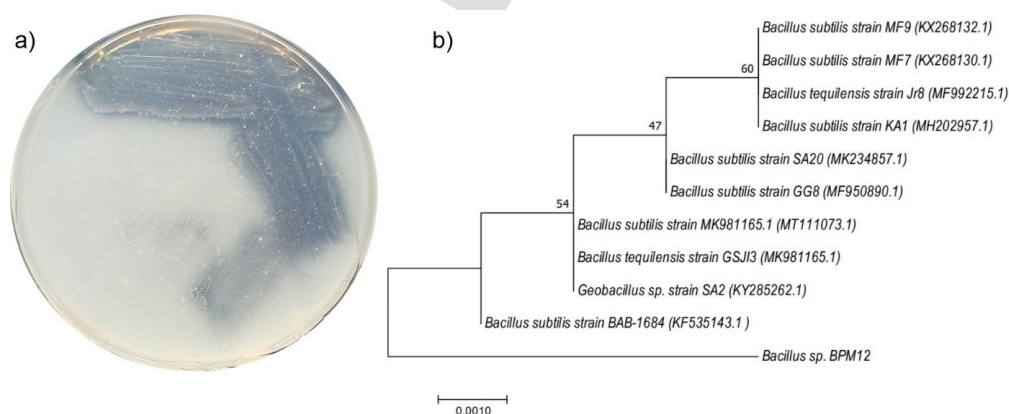 a)
b)
Bacillus subtilis strain MF9 (KX268132.1)
60
Bacillus subtilis strain MF7 (KX268130.1)
Bacillus tequilensis strain Jr8 (MF992215.1)
Bacillus subtilis strain KA1 (MH202957.1)
47
Bacillus subtilis strain SA20 (MK234857.1)
Bacillus subtilis strain GG8 (MF950890.1)
54
Bacillus subtilis strain MK981165.1 (MT111073.1)
Bacillus tequilensis strain GSJI3 (MK981165.1)
Geobacillus sp. strain SA2 (KY285262.1)
Bacillus subtilis strain BAB-1684 (KF535143.1 )
Bacillus sp. BPM12
0.0010